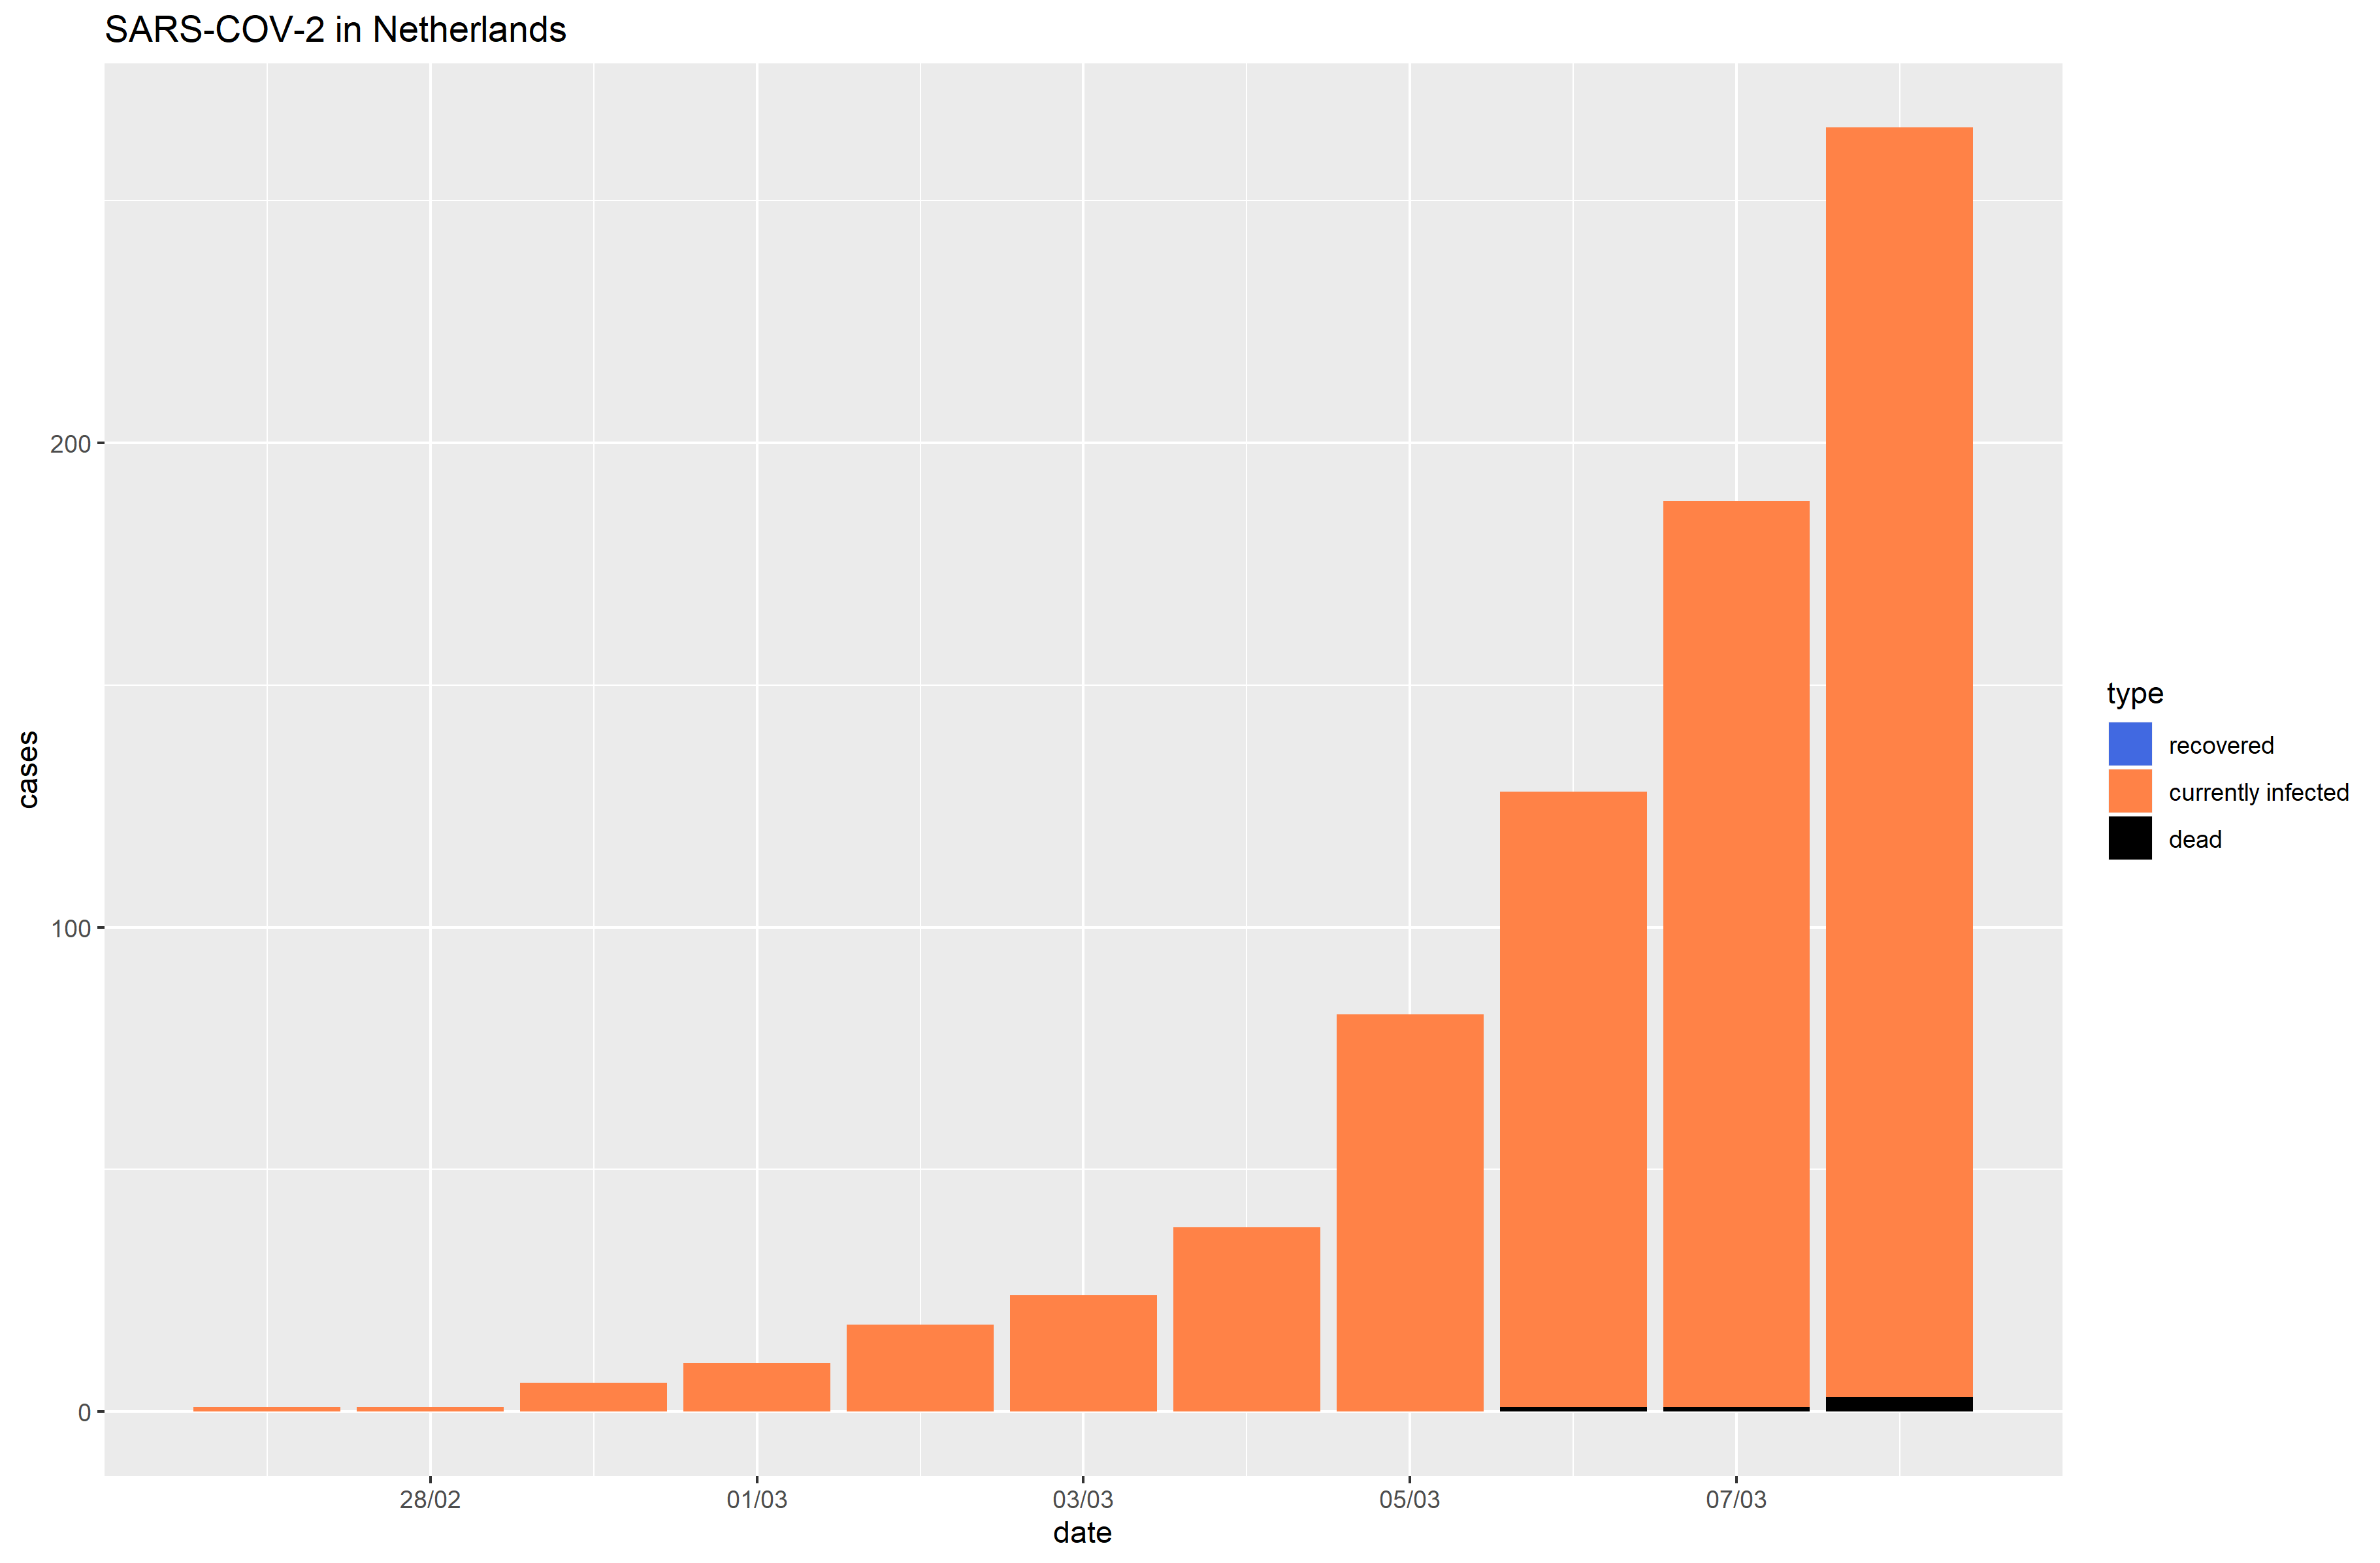 SARS-COV-2 in Netherlands
cases
200
100
0
28/02
01/03
03/03
05/03
07/03
date
type
recovered
currently infected
dead